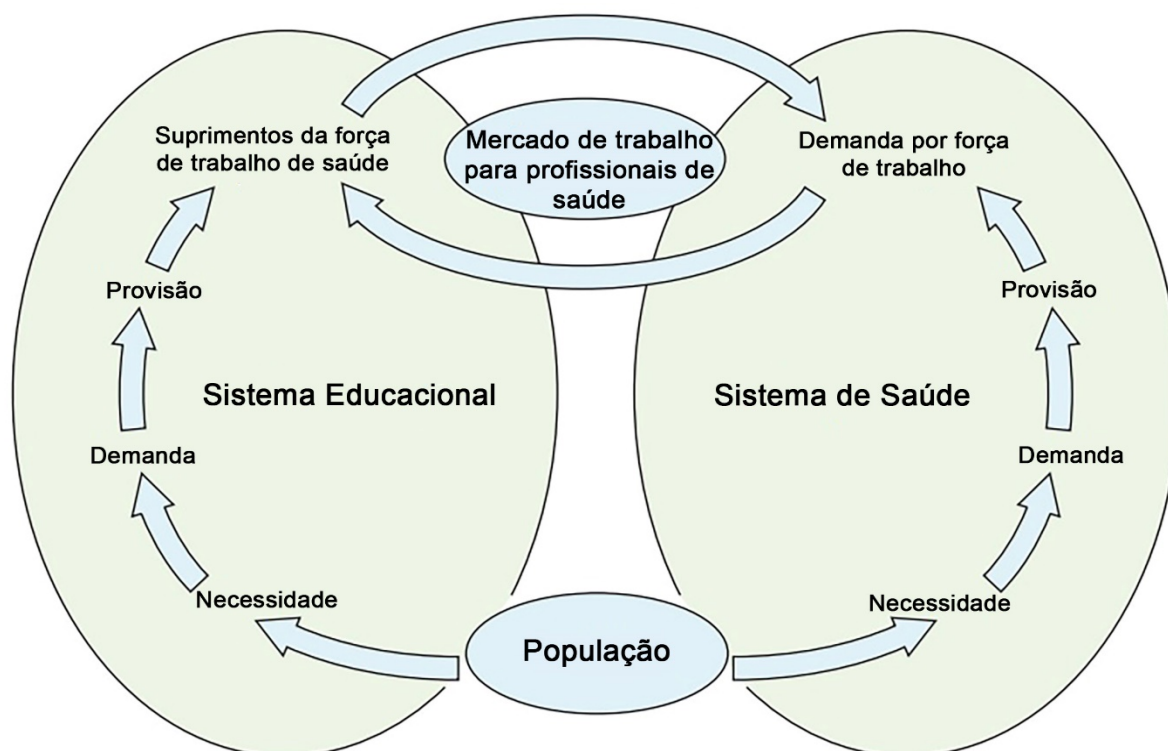 Suprimentos da força
de trabalho de saúde
Mercado de trabalho
para profissionais de
saúde
Demanda por força
de trabalho
Provisão
Provisão
Sistema Educacional
Sistema de Saúde
Demanda
Demanda
Necessidade
Necessidade
População